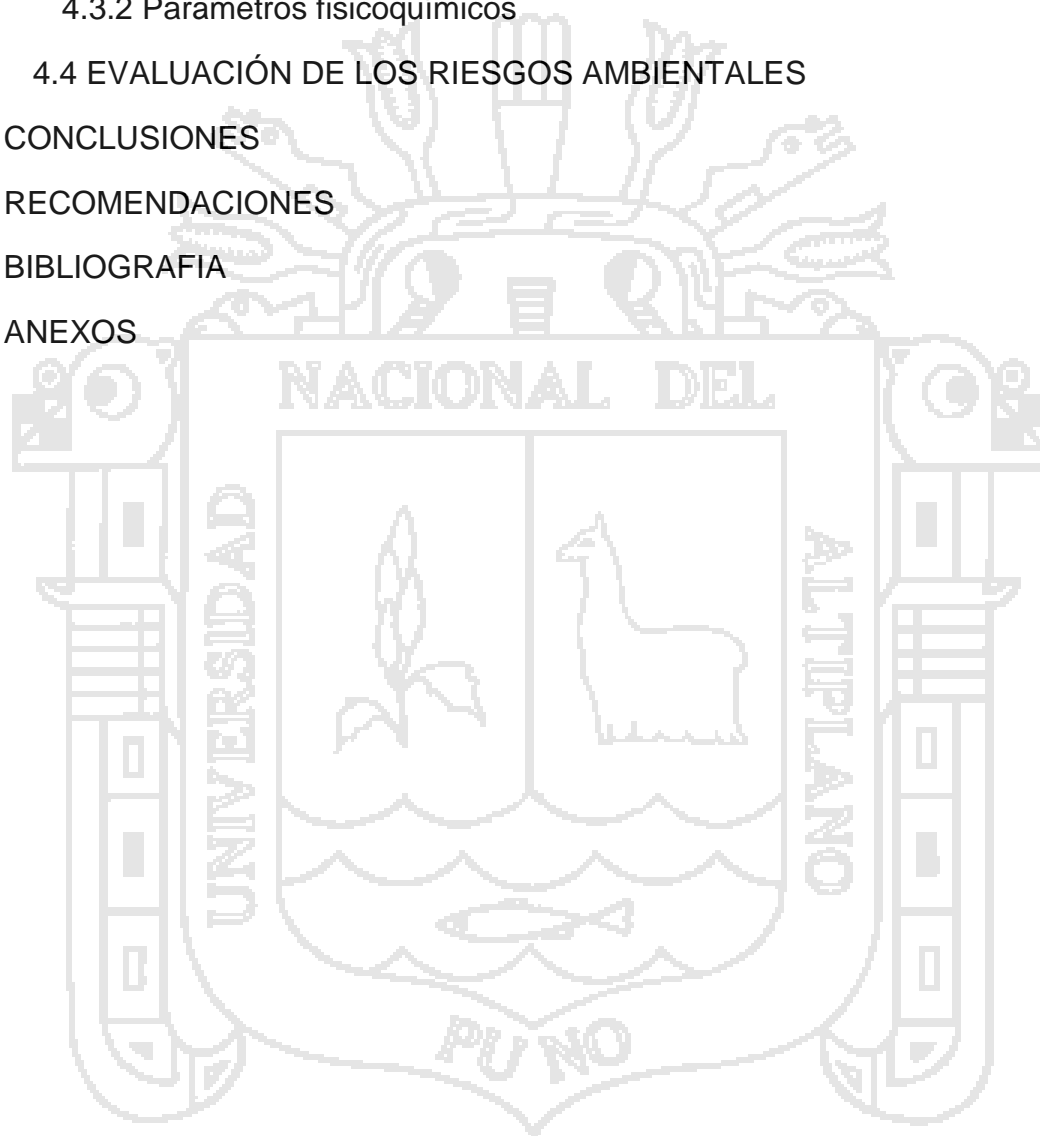 4.3.2 Parámetros fisicoquímicos
4.4 EVALUACIÓN DE LOS RIESGOS AMBIENTALES
CONCLUSIONES
RECOMENDACIONES
BIBLIOGRAFIA
ANEXOS
NACIONAL DEL
UNIVERSIDAD
ALTIPLANO
PUNO